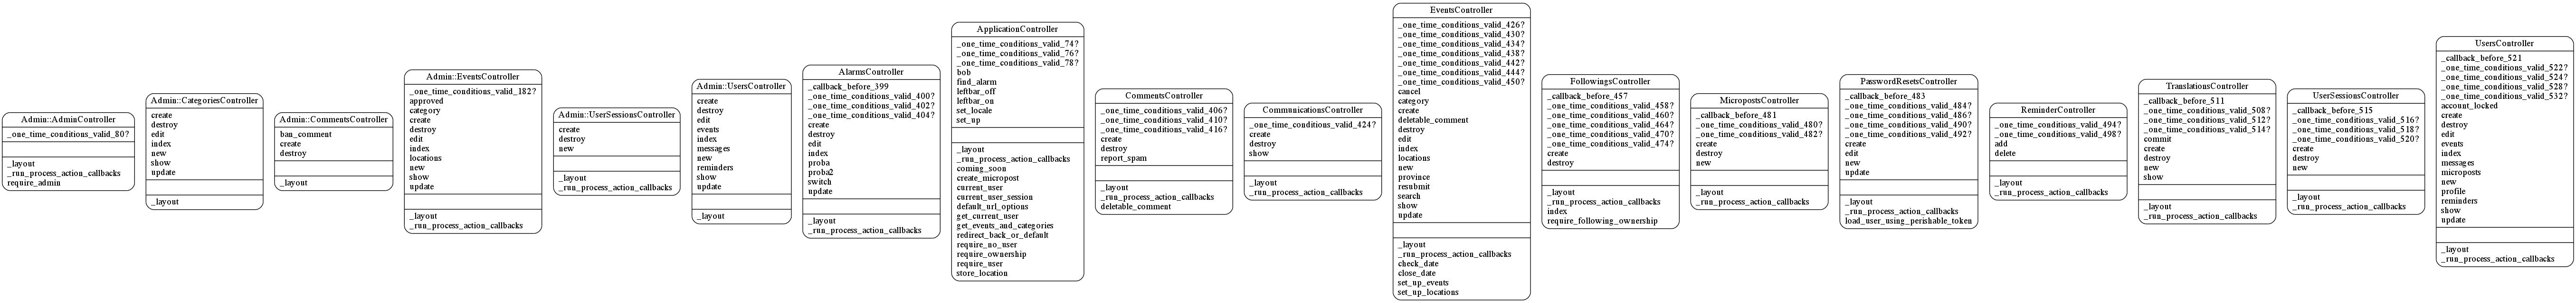 Admin::AdminController
_one_time_conditions_valid_80?
_layout
_run_process_action_callbacks
require_admin
Admin::CategoriesController
create
destroy
edit
index
new
show
update
_layout
Admin::CommentsController
ban_comment
create
destroy
_layout
Admin::EventsController
_one_time_conditions_valid_182?
approved
category
create
destroy
edit
index
locations
new
show
update
_layout
_run_process_action_callbacks
Admin::UserSessionsController
create
destroy
new
_layout
_run_process_action_callbacks
Admin::UsersController
create
destroy
edit
events
index
messages
new
reminders
show
update
_layout
AlarmsController
_callback_before_399
_one_time_conditions_valid_400?
_one_time_conditions_valid_402?
_one_time_conditions_valid_404?
create
destroy
edit
index
proba
proba2
switch
update
_layout
_run_process_action_callbacks
ApplicationController
_one_time_conditions_valid_74?
_one_time_conditions_valid_76?
_one_time_conditions_valid_78?
bob
find_alarm
leftbar_off
leftbar_on
set_locale
set_up
_layout
_run_process_action_callbacks
coming_soon
create_micropost
current_user
current_user_session
default_url_options
get_current_user
get_events_and_categories
redirect_back_or_default
require_no_user
require_ownership
require_user
store_location
CommentsController
_one_time_conditions_valid_406?
_one_time_conditions_valid_410?
_one_time_conditions_valid_416?
create
destroy
report_spam
_layout
_run_process_action_callbacks
deletable_comment
CommunicationsController
_one_time_conditions_valid_424?
create
destroy
show
_layout
_run_process_action_callbacks
EventsController
_one_time_conditions_valid_426?
_one_time_conditions_valid_430?
_one_time_conditions_valid_434?
_one_time_conditions_valid_438?
_one_time_conditions_valid_442?
_one_time_conditions_valid_444?
_one_time_conditions_valid_450?
cancel
category
create
deletable_comment
destroy
edit
index
locations
new
province
resubmit
search
show
update
_layout
_run_process_action_callbacks
check_date
close_date
set_up_events
set_up_locations
FollowingsController
_callback_before_457
_one_time_conditions_valid_458?
_one_time_conditions_valid_460?
_one_time_conditions_valid_464?
_one_time_conditions_valid_470?
_one_time_conditions_valid_474?
create
destroy
_layout
_run_process_action_callbacks
index
require_following_ownership
MicropostsController
_callback_before_481
_one_time_conditions_valid_480?
_one_time_conditions_valid_482?
create
destroy
new
_layout
_run_process_action_callbacks
PasswordResetsController
_callback_before_483
_one_time_conditions_valid_484?
_one_time_conditions_valid_486?
_one_time_conditions_valid_490?
_one_time_conditions_valid_492?
create
edit
new
update
_layout
_run_process_action_callbacks
load_user_using_perishable_token
ReminderController
_one_time_conditions_valid_494?
_one_time_conditions_valid_498?
add
delete
_layout
_run_process_action_callbacks
TranslationsController
_callback_before_511
_one_time_conditions_valid_508?
_one_time_conditions_valid_512?
_one_time_conditions_valid_514?
commit
create
destroy
new
show
_layout
_run_process_action_callbacks
UserSessionsController
_callback_before_515
_one_time_conditions_valid_516?
_one_time_conditions_valid_518?
_one_time_conditions_valid_520?
create
destroy
new
_layout
_run_process_action_callbacks
UsersController
_callback_before_521
_one_time_conditions_valid_522?
_one_time_conditions_valid_524?
_one_time_conditions_valid_528?
_one_time_conditions_valid_532?
account_locked
create
destroy
edit
events
index
messages
microposts
new
profile
reminders
show
update
_layout
_run_process_action_callbacks